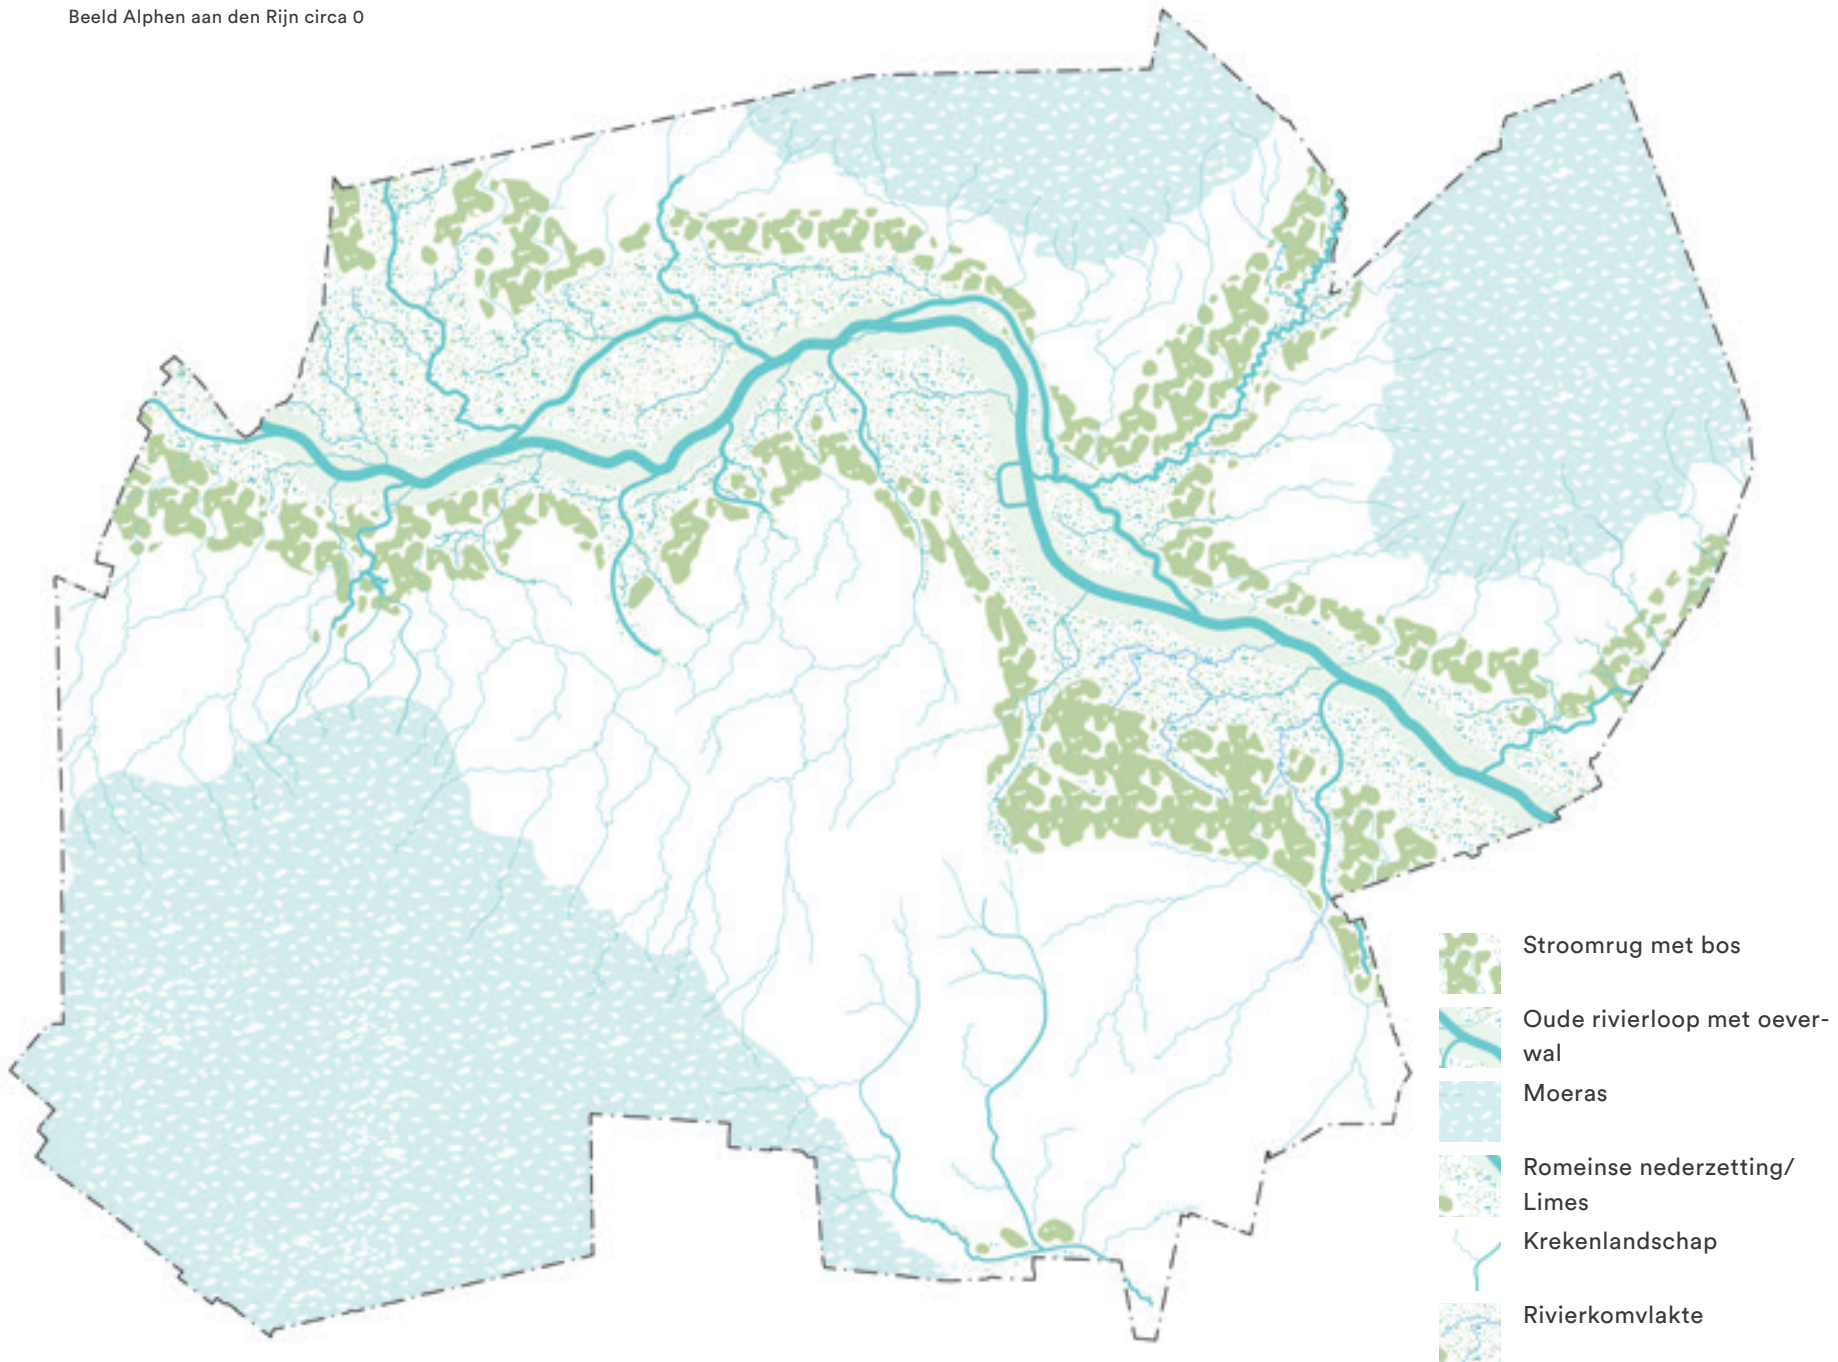 Beeld Alphen aan den Rijn circa 0
Stroomrug met bos
Oude rivierloop met oever-
wal
Moeras
Romeinse nederzetting/
Limes
Krekenlandschap
Rivierkomvlakte